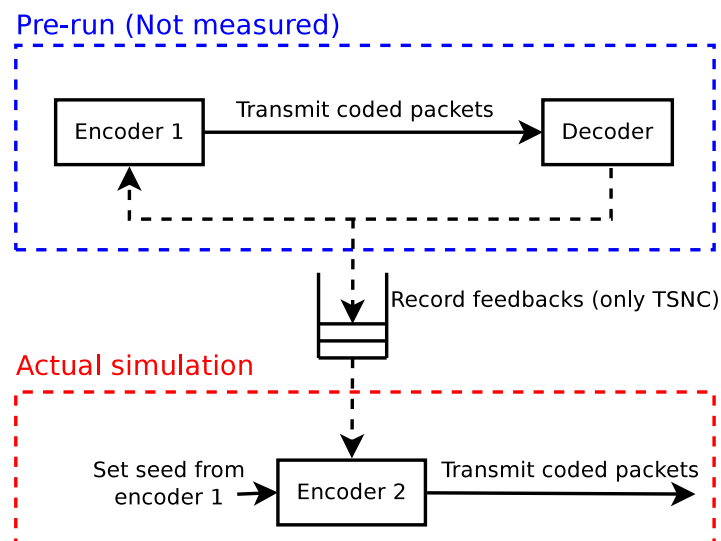 Pre-run (Not measured)
Transmit coded packets
Encoder 1
Decoder
Record feedbacks (only TSNC)
Actual simulation
Set seed from
encoder 1
Encoder 2
Transmit coded packets